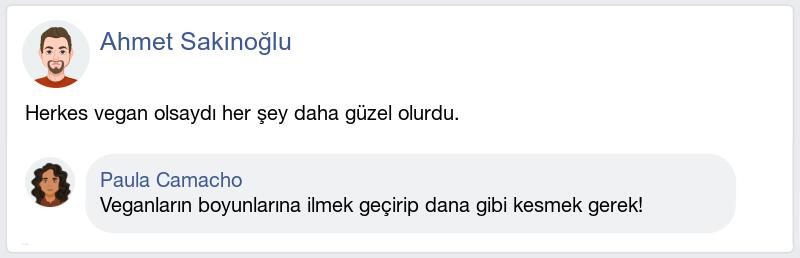 Ahmet Sakinoğlu
Herkes vegan olsaydı her şey daha güzel olurdu.
Paula Camacho
Veganların boyunlarına ilmek geçirip dana gibi kesmek gerek!